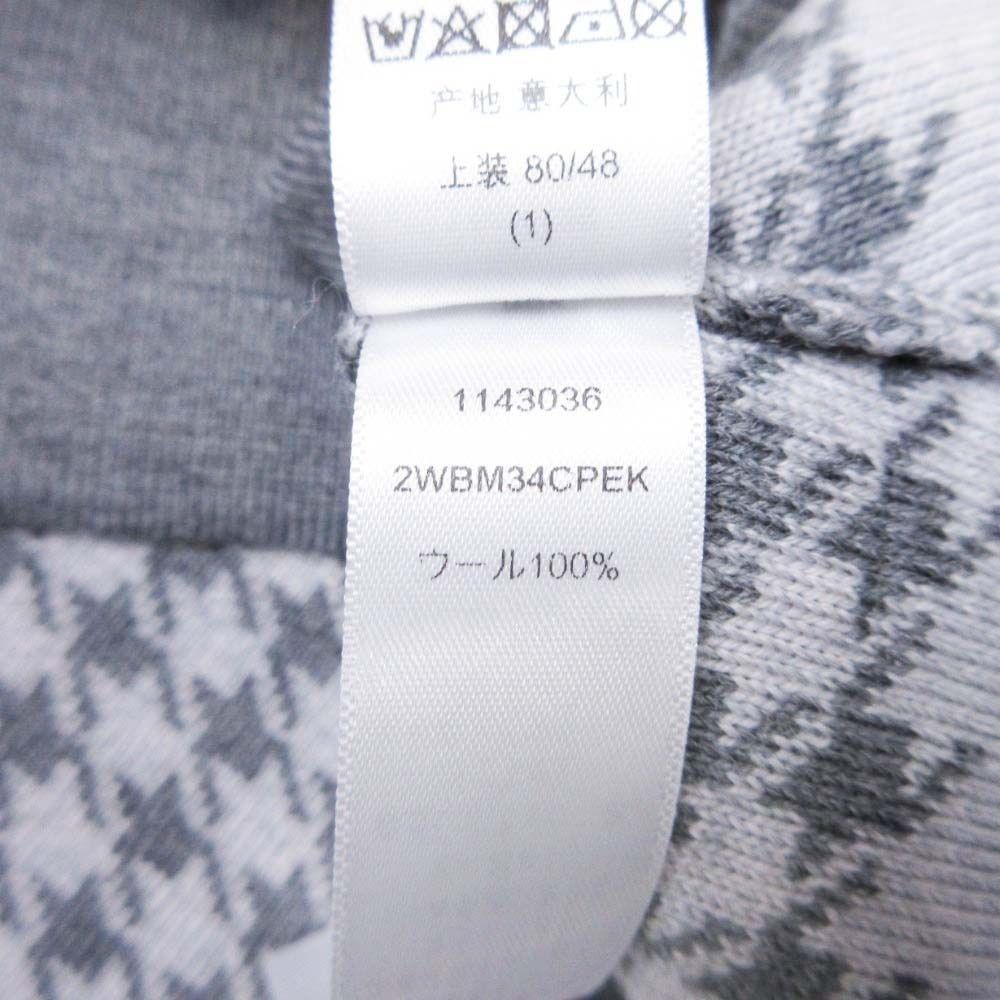 产地 意大利
上装 80/48
(1)
1143036
2WBM34CPEK
ウール100%